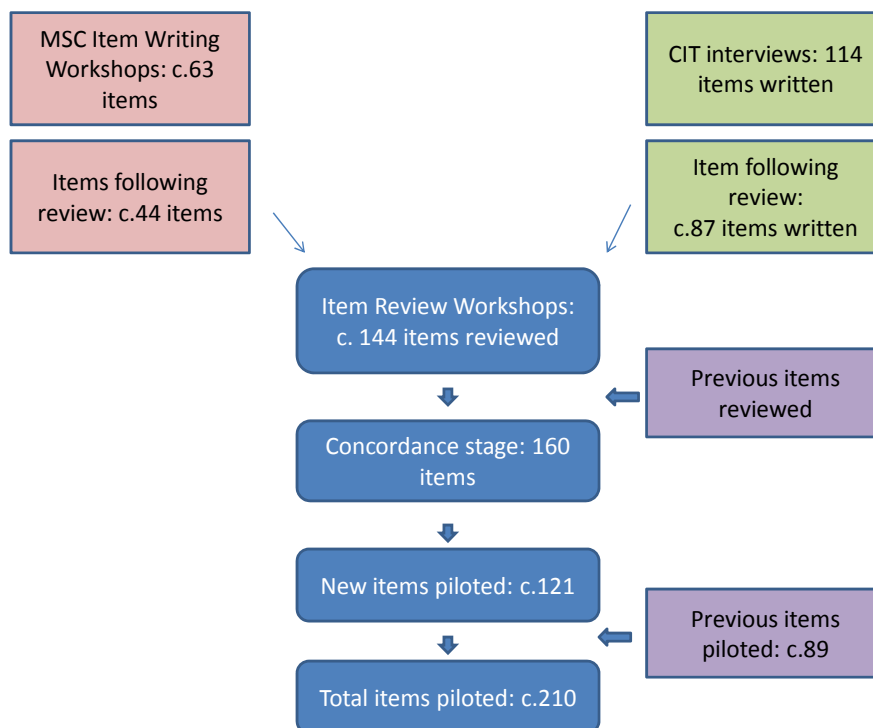 MSC Item Writing
Workshops: c.63
items
CIT interviews: 114
items written
Items following
review: c.44 items
Item following
review:
c.87 items written
Item Review Workshops:
c. 144 items reviewed
Previous items
reviewed
Concordance stage: 160
items
New items piloted: c.121
Previous items
piloted: c.89
Total items piloted: c.210